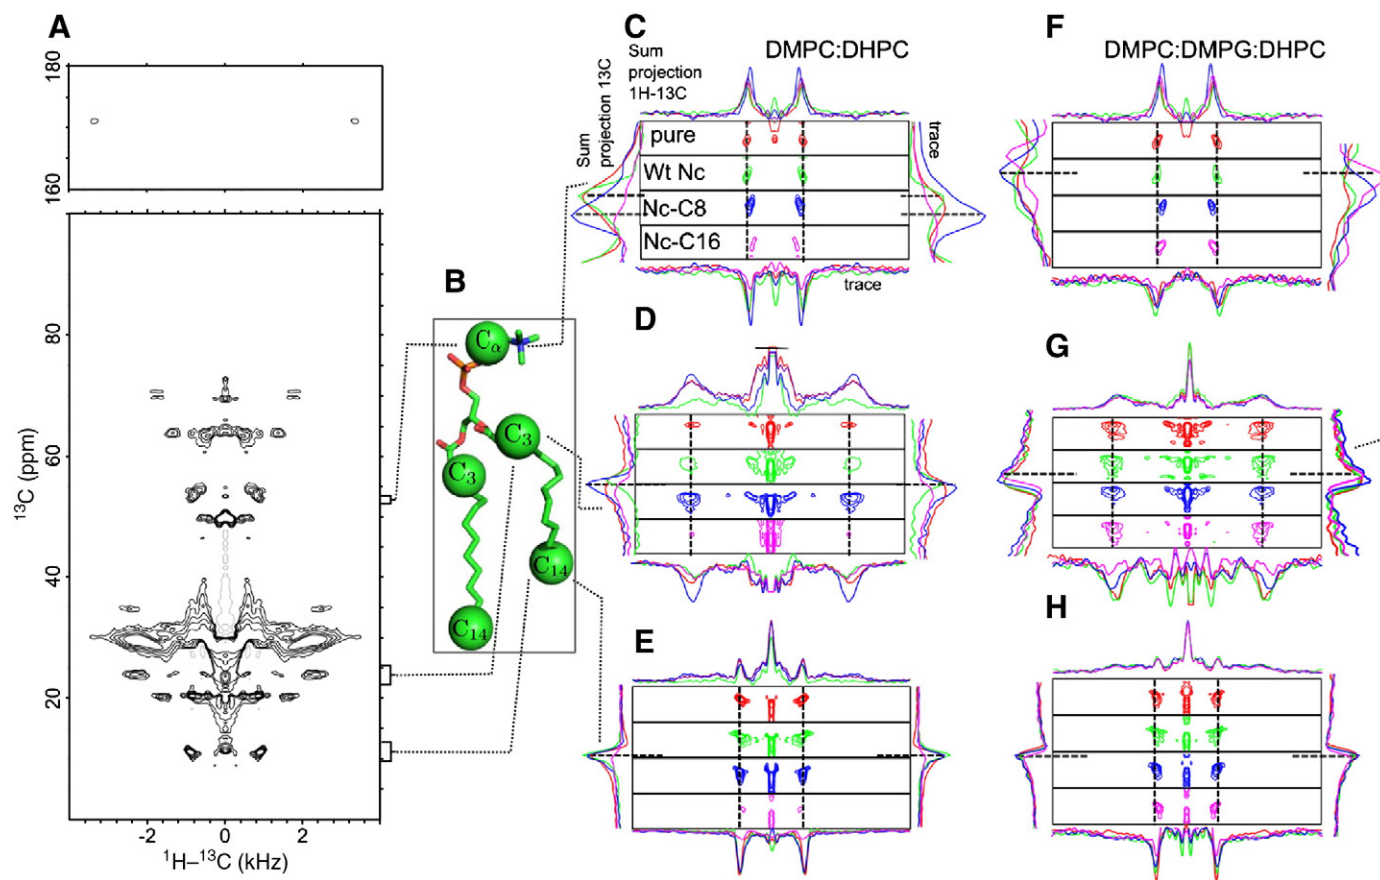 A
180
160
80
60
40
20
13C (ppm)
-2
0
2
1H–13C (kHz)
B
Cα
C3
C3
C14
C14
C
Sum
projection
1H-13C
DMPC:DHPC
Sum
projection 13C
trace
pure
Wt Nc
Nc-C8
Nc-C16
trace
D
E
F
DMPC:DMPG:DHPC
G
H